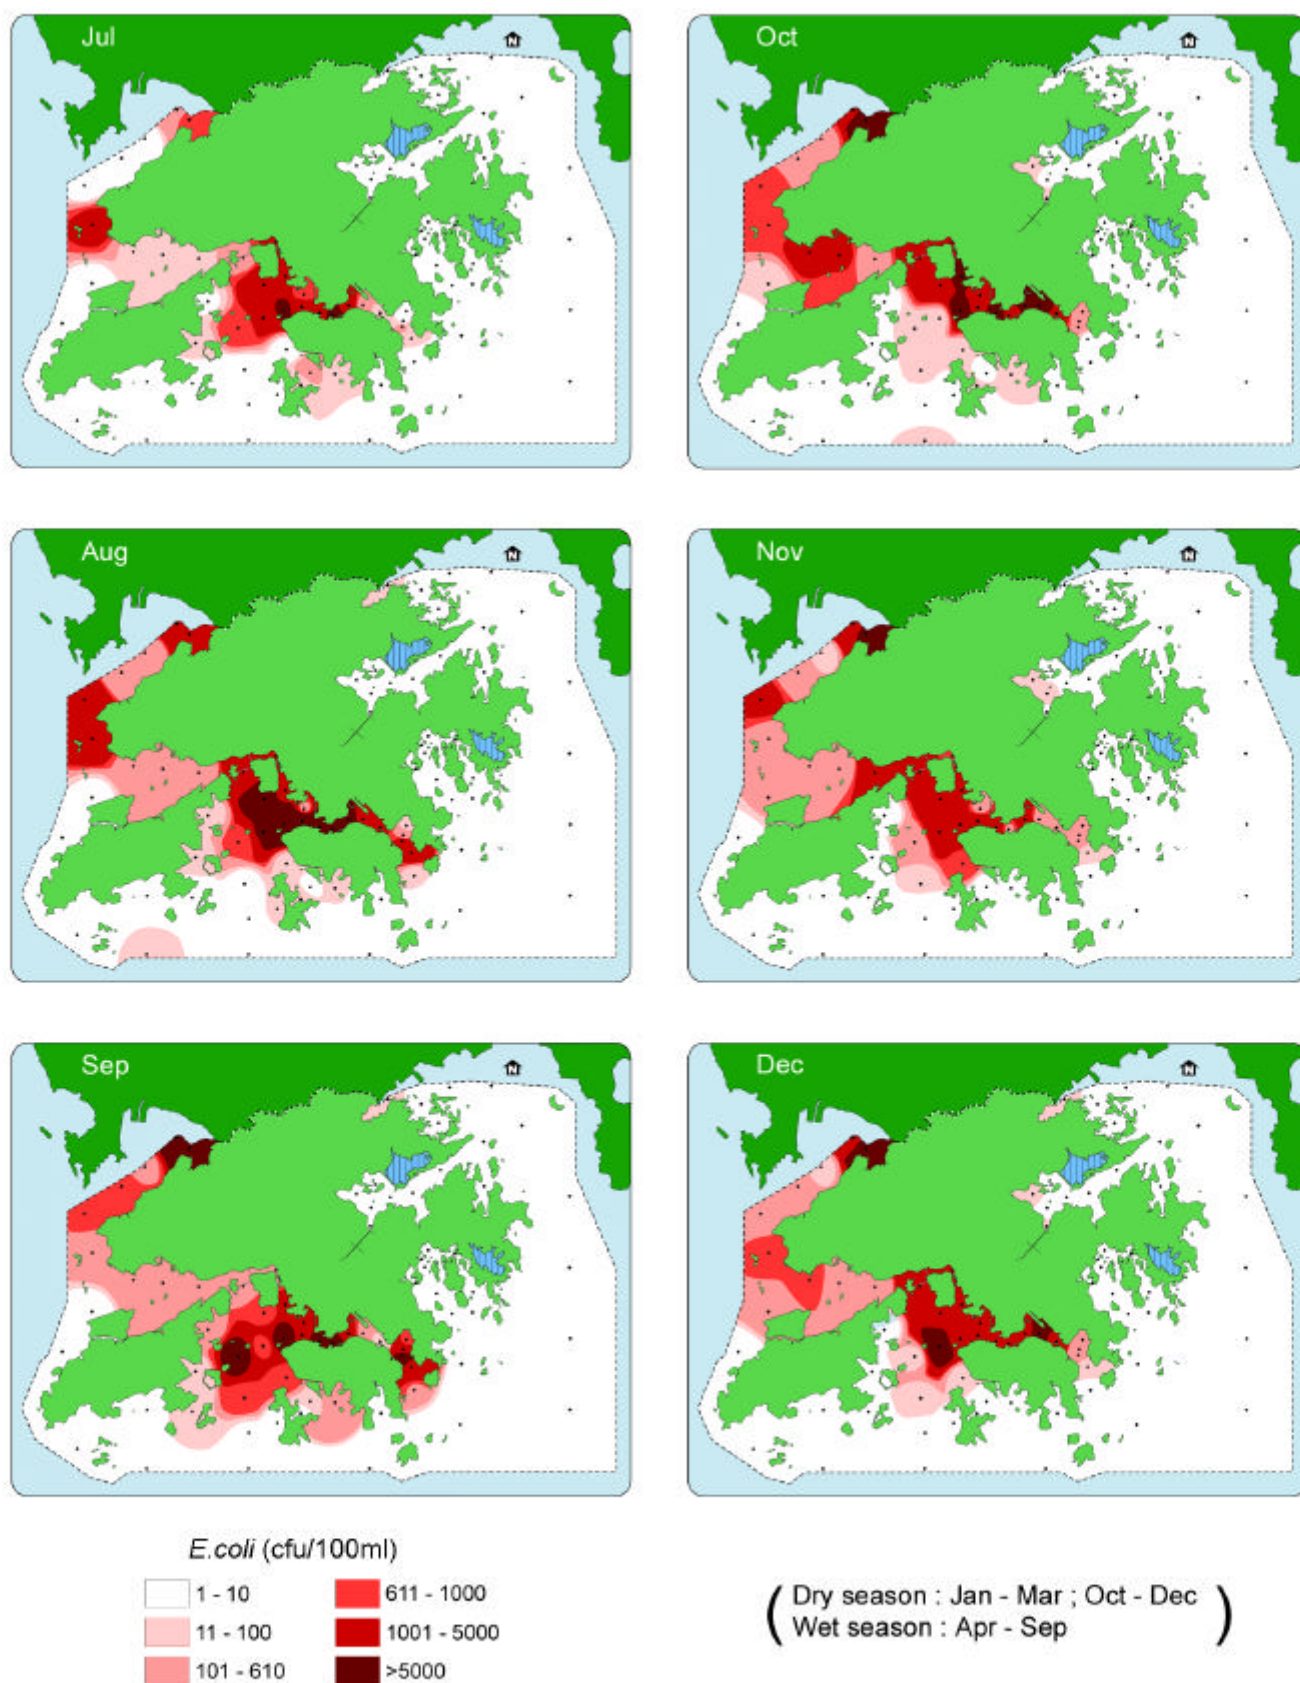 Jul
N
Oct
N
Aug
N
Nov
N
Sep
N
Dec
N
E.coli (cfu/100ml)
1 - 10
611 - 1000
11 - 100
1001 - 5000
101 - 610
>5000
( Dry season : Jan - Mar ; Oct - Dec
Wet season : Apr - Sep )